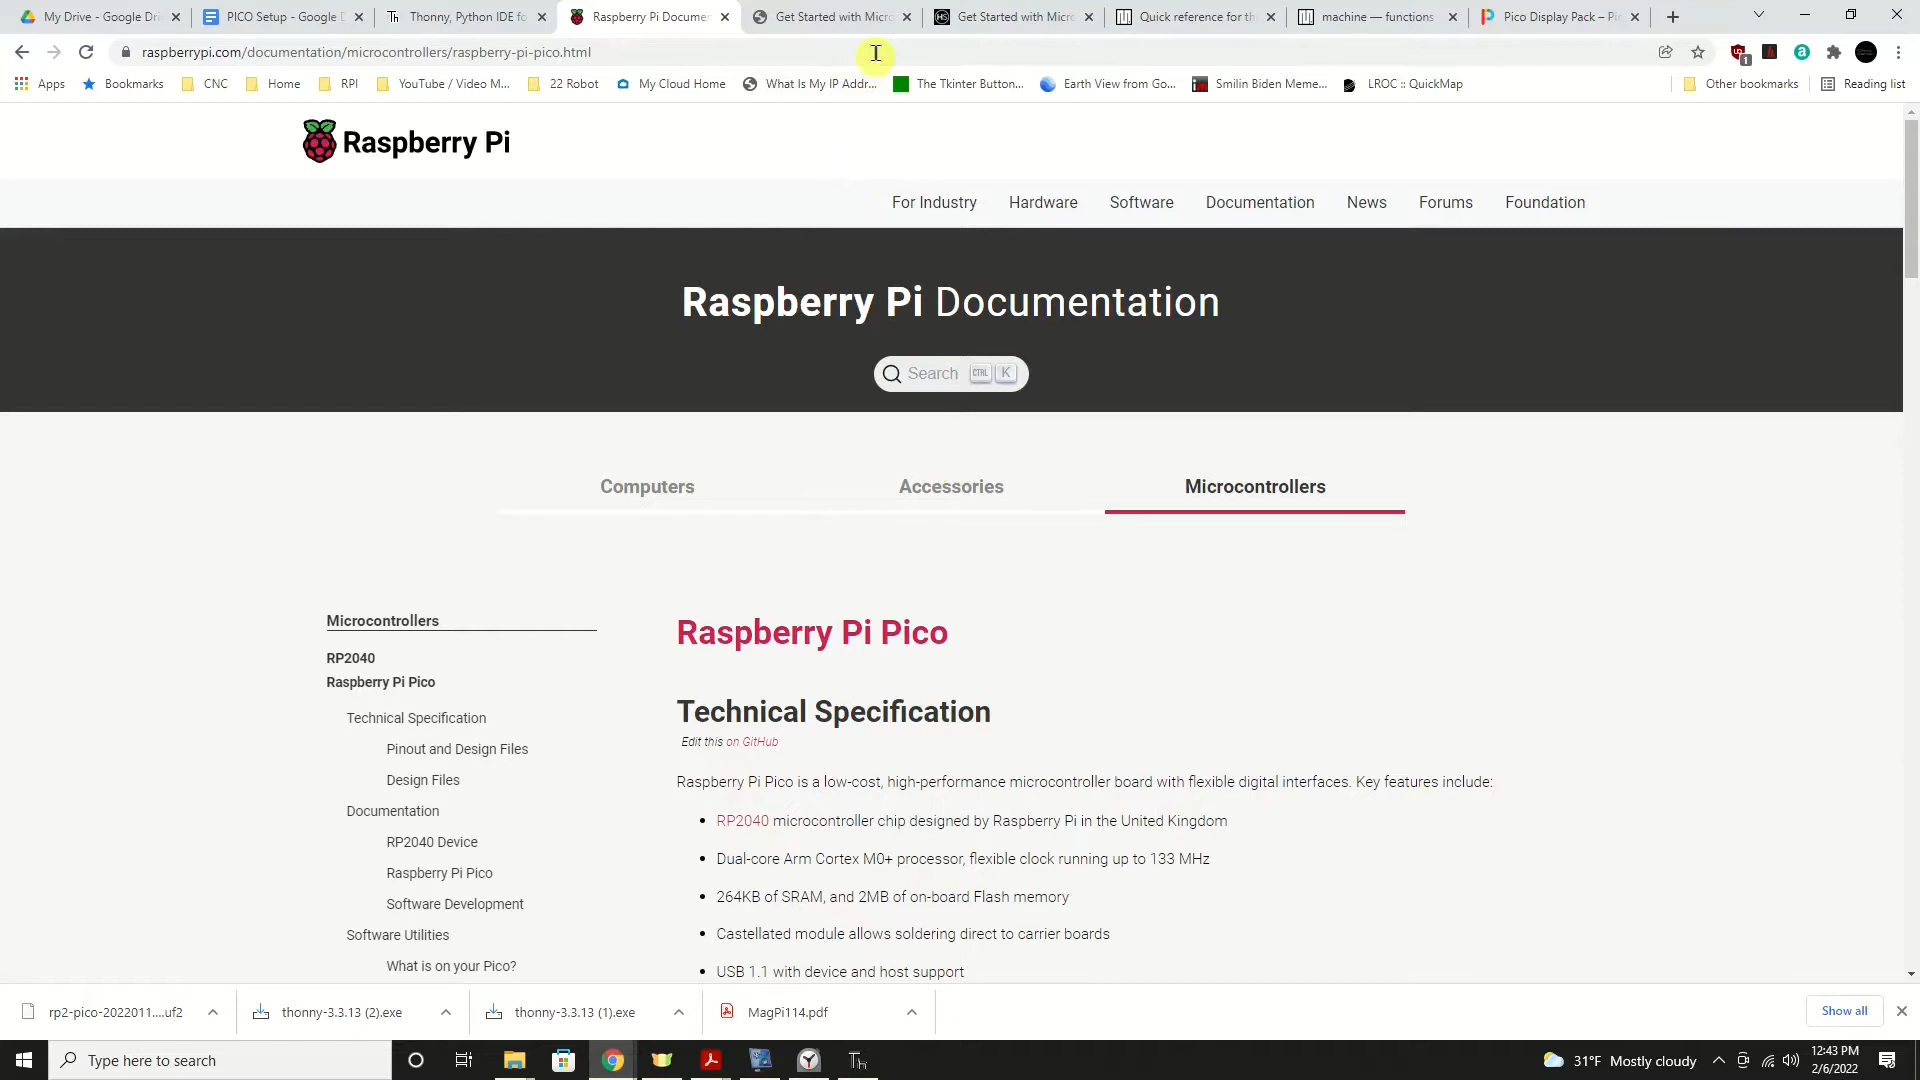 My Drive - Google Dri
PICO Setup - Google D
Thonny, Python IDE fo
Raspberry Pi Documen
Get Started with Micro
Get Started with Micro
Quick reference for th
machine — functions
Pico Display Pack – Pi
raspberrypi.com/documentation/microcontrollers/raspberry-pi-pico.html
1
Apps
Bookmarks
CNC
Home
RPI
YouTube / Video M...
22 Robot
My Cloud Home
What Is My IP Addr...
The Tkinter Button...
Earth View from Go...
Smilin Biden Meme...
LROC :: QuickMap
Other bookmarks
Reading list
Raspberry Pi
For Industry
Hardware
Software
Documentation
News
Forums
Foundation
Raspberry Pi Documentation
Search CTRL K
Computers
Accessories
Microcontrollers
Microcontrollers
RP2040
Raspberry Pi Pico
Technical Specification
Pinout and Design Files
Design Files
Documentation
RP2040 Device
Raspberry Pi Pico
Software Development
Software Utilities
What is on your Pico?
Raspberry Pi Pico
Technical Specification
Edit this on GitHub
Raspberry Pi Pico is a low-cost, high-performance microcontroller board with flexible digital interfaces. Key features include:
RP2040 microcontroller chip designed by Raspberry Pi in the United Kingdom
Dual-core Arm Cortex M0+ processor, flexible clock running up to 133 MHz
264KB of SRAM, and 2MB of on-board Flash memory
Castellated module allows soldering direct to carrier boards
USB 1.1 with device and host support
rp2-pico-2022011....uf2
thonny-3.3.13 (2).exe
thonny-3.3.13 (1).exe
MagPi114.pdf
Show all
Type here to search
31°F Mostly cloudy
12:43 PM
2/6/2022